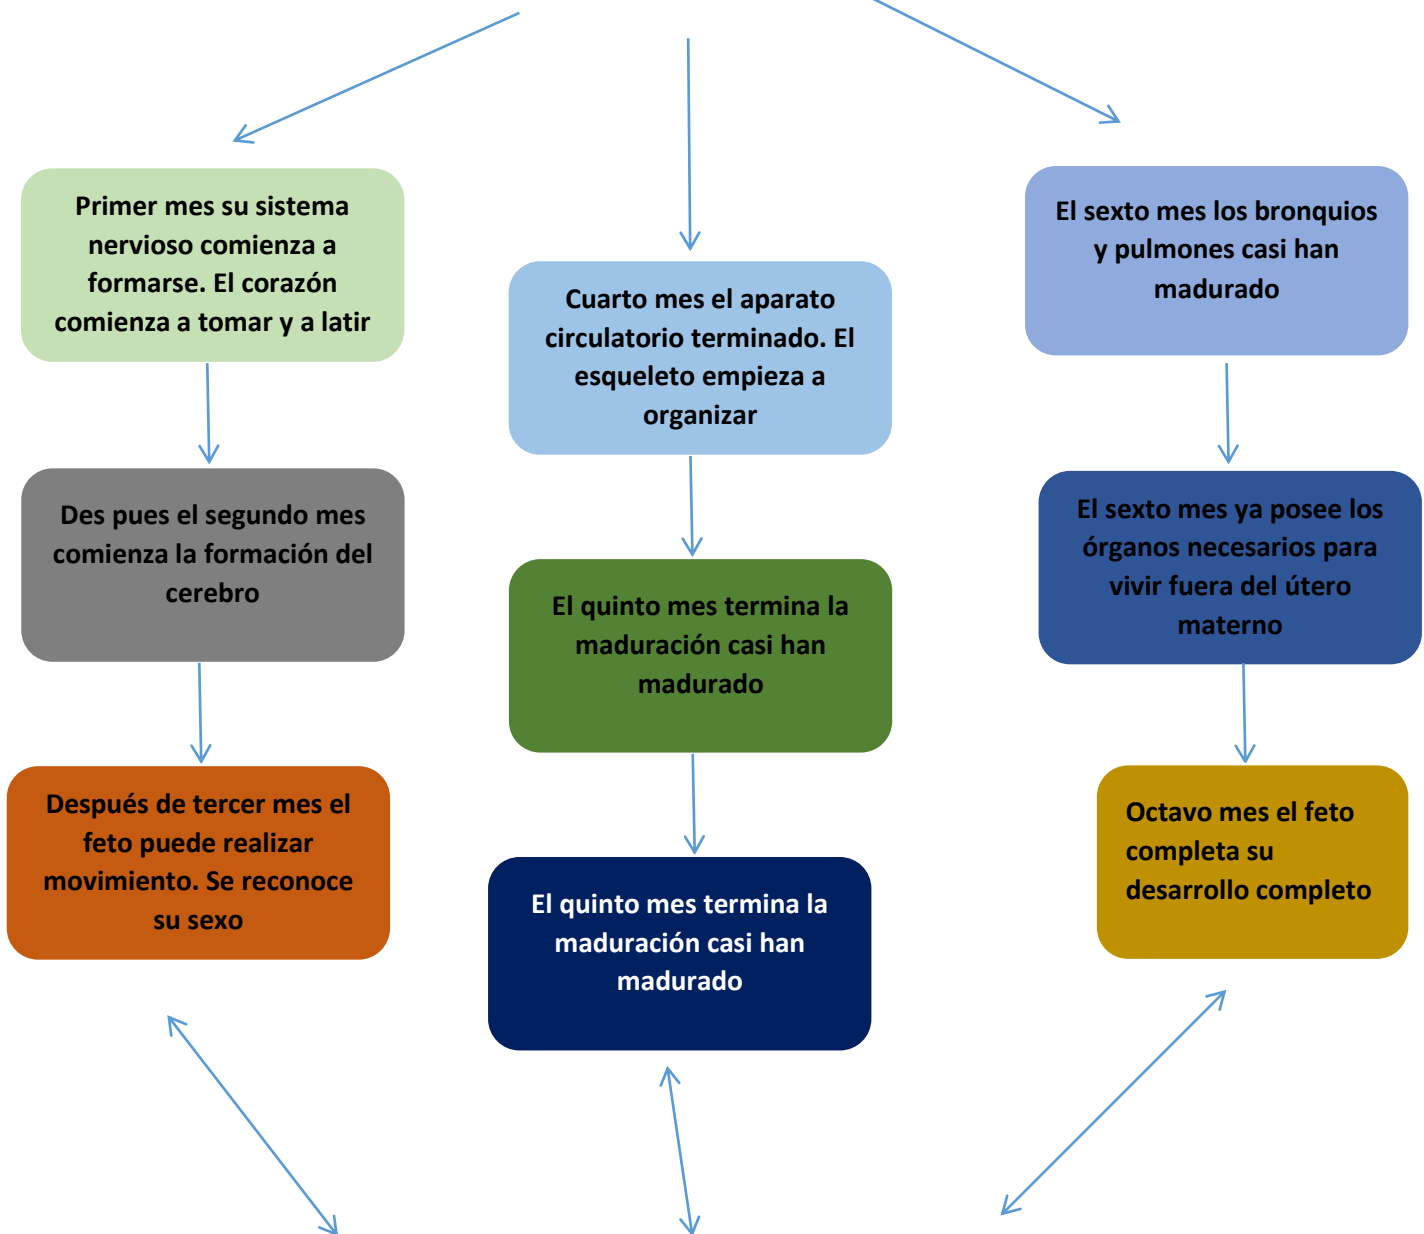 Primer mes su sistema
nervioso comienza a
formarse. El corazón
comienza a tomar y a latir
Des pues el segundo mes
comienza la formación del
cerebro
Después de tercer mes el
feto puede realizar
movimiento. Se reconoce
su sexo
Cuarto mes el aparato
circulatorio terminado. El
esqueleto empieza a
organizar
El quinto mes termina la
maduración casi han
madurado
El quinto mes termina la
maduración casi han
madurado
El sexto mes los bronquios
y pulmones casi han
madurado
El sexto mes ya posee los
órganos necesarios para
vivir fuera del útero
materno
Octavo mes el feto
completa su
desarrollo completo